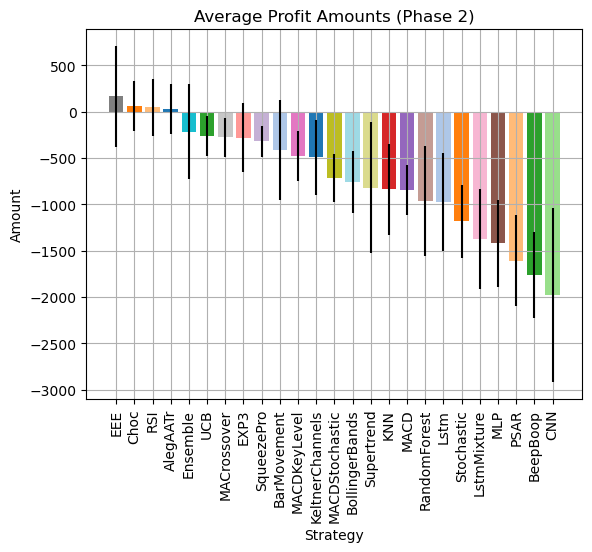 Average Profit Amounts (Phase 2)
Amount
500
0
−500
−1000
−1500
−2000
−2500
−3000
EEE
Choc
RSI
AlegAATr
Ensemble
UCB
MACrossover
EXP3
SqueezePro
BarMovement
MACDKeyLevel
KeltnerChannels
MACDStochastic
BollingerBands
Supertrend
KNN
MACD
RandomForest
Lstm
Stochastic
LstmMixture
MLP
PSAR
BeepBoop
CNN
Strategy